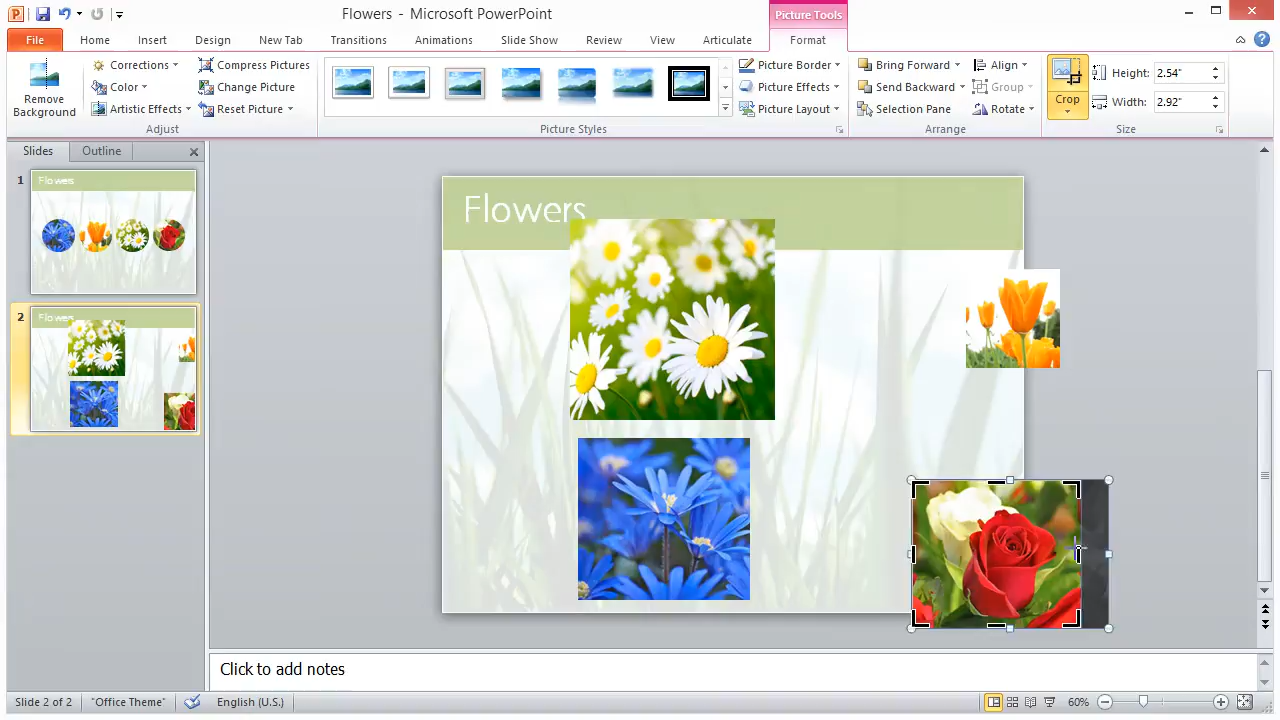 P
Flowers - Microsoft PowerPoint
Picture Tools
File
Home
Insert
Design
New Tab
Transitions
Animations
Slide Show
Review
View
Articulate
Format
Remove Background
Corrections
Color
Artistic Effects
Compress Pictures
Change Picture
Reset Picture
Adjust
Picture Styles
Picture Border
Picture Effects
Picture Layout
Bring Forward
Send Backward
Selection Pane
Align
Group
Rotate
Arrange
Crop
Height: 2.54"
Width: 2.92"
Size
Slides
Outline
1
Flowers
2
Flowers
Flowers
Click to add notes
Slide 2 of 2
"Office Theme"
English (U.S.)
60%